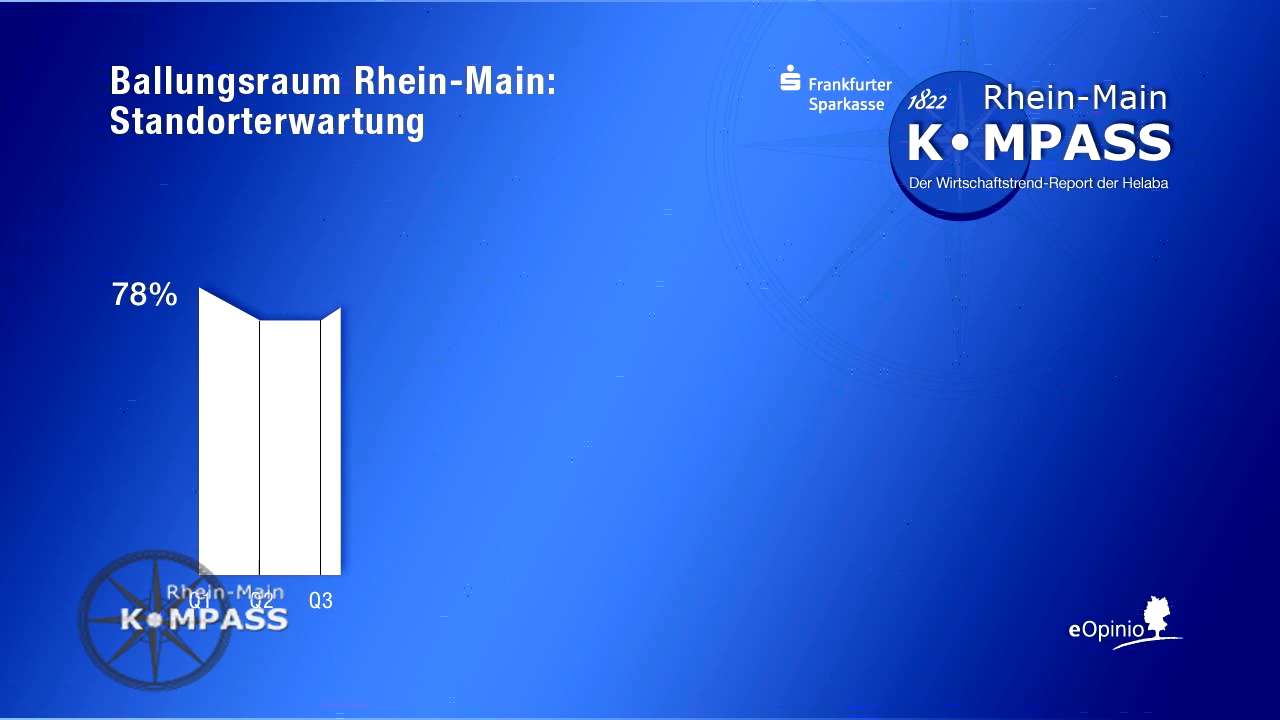 Ballungsraum Rhein-Main:
Standorterwartung
Frankfurter
Sparkasse
1822
Rhein-Main
K●MPASS
Der Wirtschaftstrend-Report der Helaba
78%
Q1 Q2 Q3
Rhein-Main
K●MPASS
eOpinio